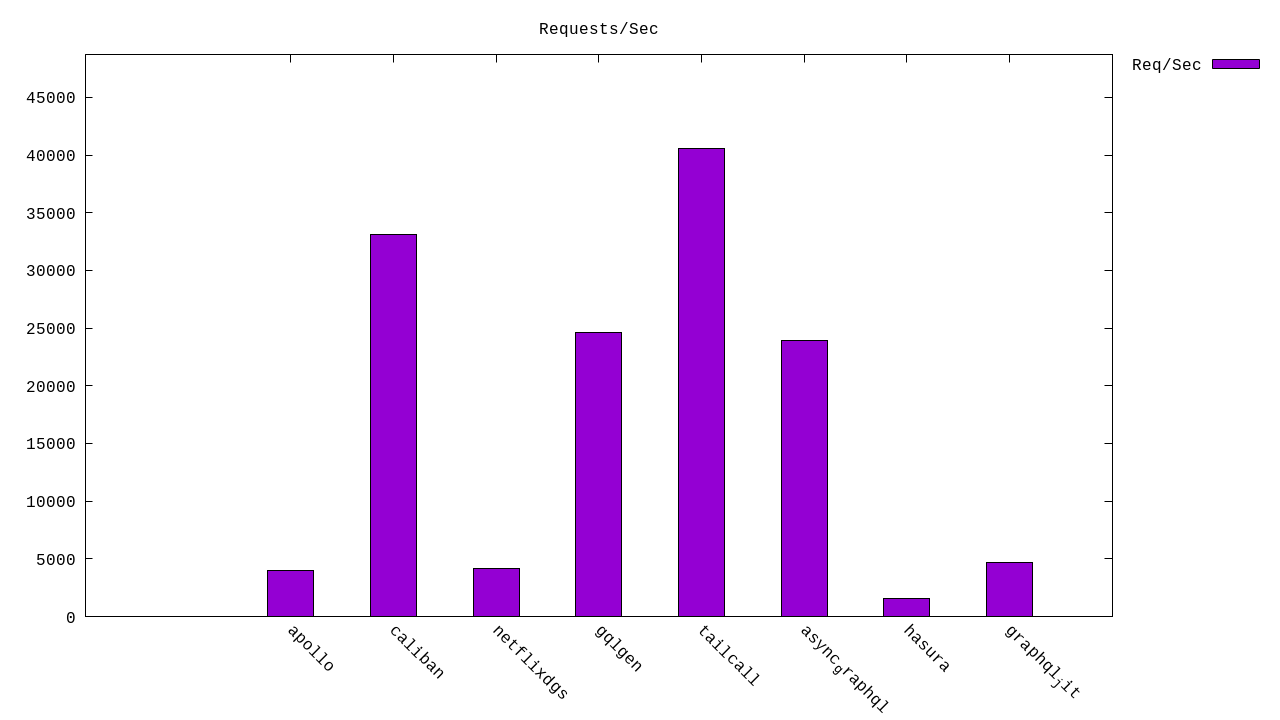 Requests/Sec
Req/Sec
45000
40000
35000
30000
25000
20000
15000
10000
5000
0
apollo
caliban
netflixdgs
gqlgen
tailcall
async_graphql
hasura
graphql_jit